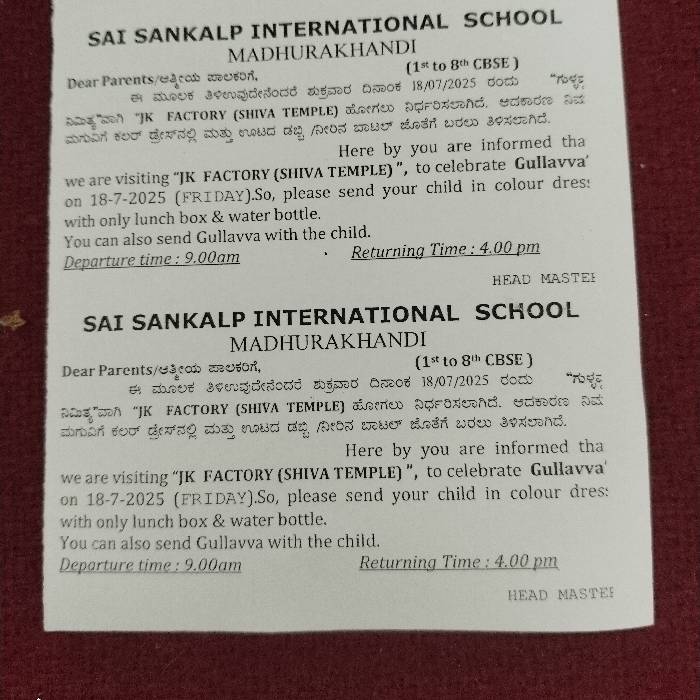 SAI SANKALP INTERNATIONAL SCHOOL
MADHURAKHANDI
(1st to 8th CBSE )
Dear Parents/ಆತ್ಮೀಯ ಪಾಲಕರಿಗೆ,
ಈ ಮೂಲಕ ತಿಳಿಉವುದೇನೆಂದರೆ ಶುಕ್ರವಾರ ದಿನಾಂಕ 18/07/2025 ರಂದು "ಗುಳ್ಳ
ನಿಮಿತ್ಯ"ವಾಗಿ "JK FACTORY (SHIVA TEMPLE) ಹೋಗಲು ನಿರ್ಧರಿಸಲಾಗಿದೆ. ಆದಕಾರಣ ನಿಮ
ಮಗುವಿಗೆ ಕಲರ್ ಡ್ರೇಸ್‌ನಲ್ಲಿ ಮತ್ತು ಊಟದ ಡಬ್ಬಿ /ನೀರಿನ ಬಾಟಲ್ ಜೊತೆಗೆ ಬರಲು ತಿಳಿಸಲಾಗಿದೆ.
Here by you are informed tha
we are visiting “JK FACTORY (SHIVA TEMPLE) ”, to celebrate Gullavva'
on 18-7-2025 (FRIDAY).So, please send your child in colour dres
with only lunch box & water bottle.
You can also send Gullavva with the child.
Departure time : 9.00am Returning Time : 4.00 pm
HEAD MASTE
SAI SANKALP INTERNATIONAL SCHOOL
MADHURAKHANDI
(1st to 8th CBSE )
Dear Parents/ಆತ್ಮೀಯ ಪಾಲಕರಿಗೆ,
ಈ ಮೂಲಕ ತಿಳಿಉವುದೇನೆಂದರೆ ಶುಕ್ರವಾರ ದಿನಾಂಕ 18/07/2025 ರಂದು "ಗುಳ್ಳ
ನಿಮಿತ್ಯ"ವಾಗಿ "JK FACTORY (SHIVA TEMPLE) ಹೋಗಲು ನಿರ್ಧರಿಸಲಾಗಿದೆ. ಆದಕಾರಣ ನಿಮ
ಮಗುವಿಗೆ ಕಲರ್ ಡ್ರೇಸ್‌ನಲ್ಲಿ ಮತ್ತು ಊಟದ ಡಬ್ಬಿ /ನೀರಿನ ಬಾಟಲ್ ಜೊತೆಗೆ ಬರಲು ತಿಳಿಸಲಾಗಿದೆ.
Here by you are informed tha
we are visiting “JK FACTORY (SHIVA TEMPLE) ”, to celebrate Gullavva'
on 18-7-2025 (FRIDAY).So, please send your child in colour dres
with only lunch box & water bottle.
You can also send Gullavva with the child.
Departure time : 9.00am Returning Time : 4.00 pm
HEAD MASTE